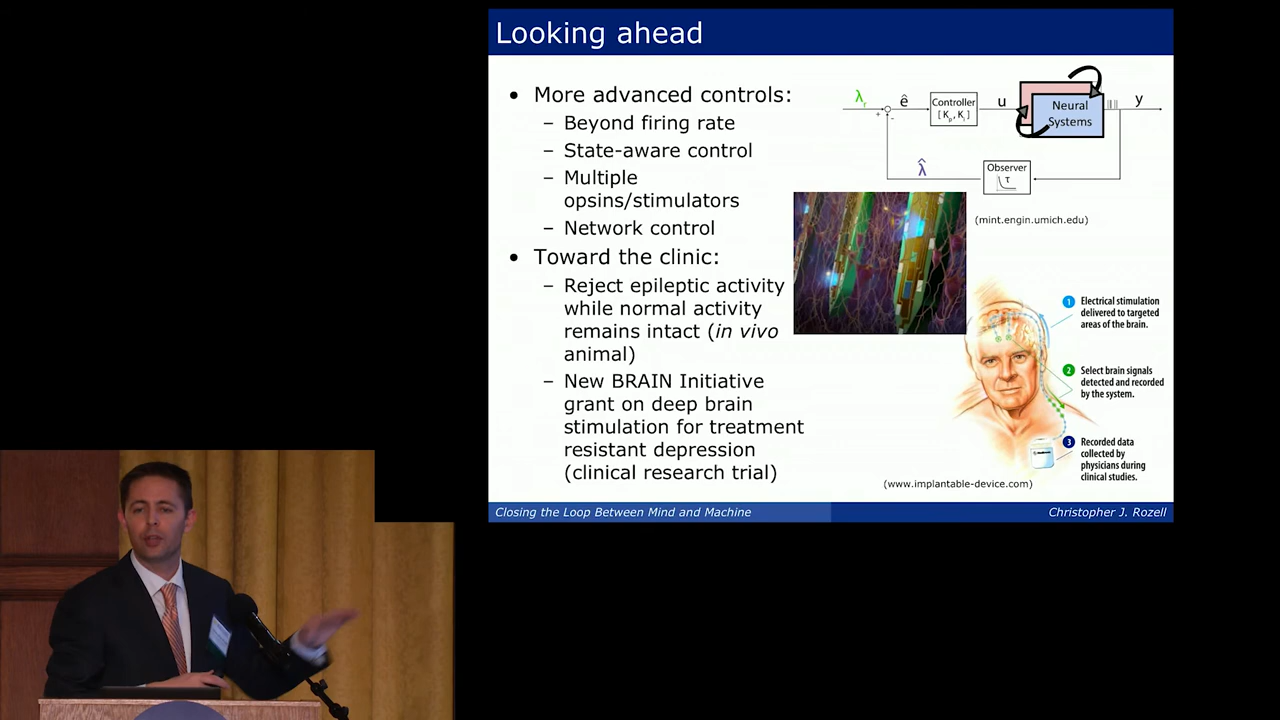 Looking ahead
• More advanced controls:
– Beyond firing rate
– State-aware control
– Multiple
opsins/stimulators
– Network control
• Toward the clinic:
– Reject epileptic activity
while normal activity
remains intact (in vivo
animal)
– New BRAIN Initiative
grant on deep brain
stimulation for treatment
resistant depression
(clinical research trial)
λr
+
-
ê
Controller
[ Kp, Ki ]
u
Neural
Systems
y
λ̂
Observer
τ
(mint.engin.umich.edu)
1 Electrical stimulation
delivered to targeted
areas of the brain.
2 Select brain signals
detected and recorded
by the system.
3 Recorded data
collected by
physicians during
clinical studies.
(www.implantable-device.com)
Closing the Loop Between Mind and Machine
Christopher J. Rozell